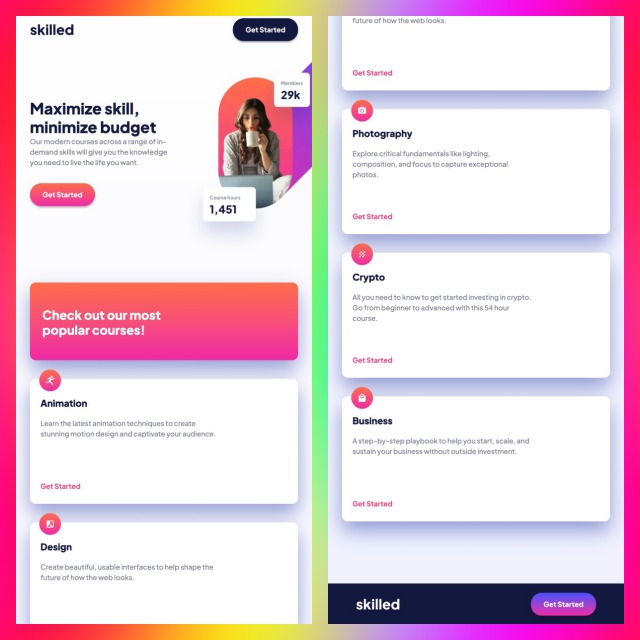 skilled
Get Started
Members
29k
Maximize skill,
minimize budget
Our modern courses across a range of in-
demand skills will give you the knowledge
you need to live the life you want.
Get Started
Course hours
1,451
Check out our most
popular courses!
Animation
Learn the latest animation techniques to create
stunning motion design and captivate your audience.
Get Started
Design
Create beautiful, usable interfaces to help shape the
future of how the web looks.
future of how the web looks.
Get Started
Photography
Explore critical fundamentals like lighting,
composition, and focus to capture exceptional
photos.
Get Started
Crypto
All you need to know to get started investing in crypto.
Go from beginner to advanced with this 54 hour
course.
Get Started
Business
A step-by-step playbook to help you start, scale, and
sustain your business without outside investment.
Get Started
skilled
Get Started